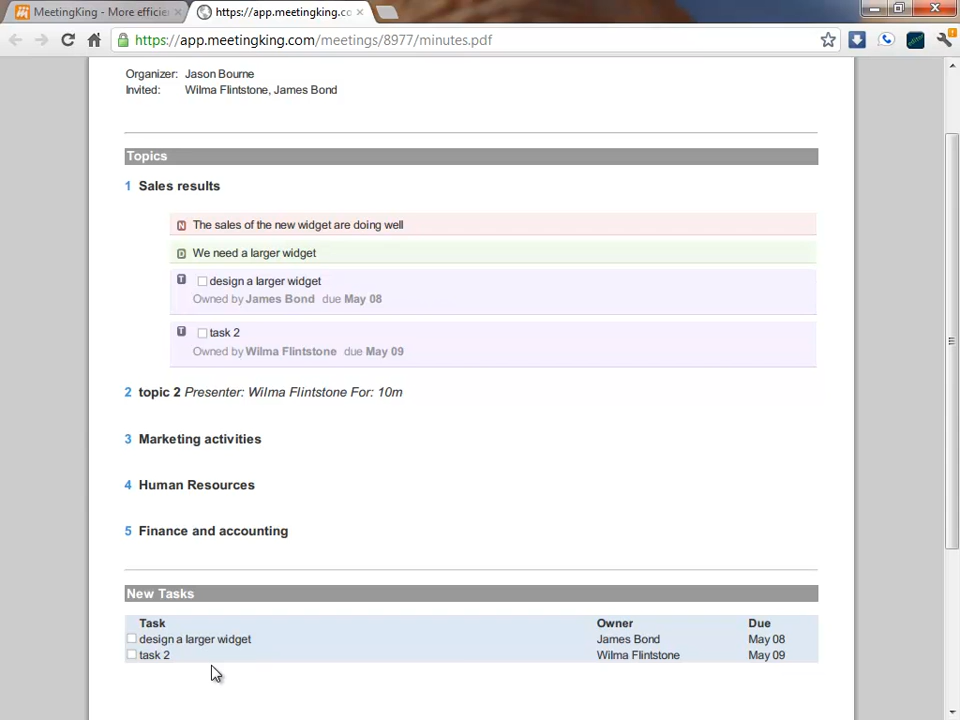 MeetingKing - More efficie
https://app.meetingking.co
https://app.meetingking.com/meetings/8977/minutes.pdf
Organizer: Jason Bourne
Invited: Wilma Flintstone, James Bond
Topics
1 Sales results
N The sales of the new widget are doing well
D We need a larger widget
T design a larger widget
Owned by James Bond due May 08
T task 2
Owned by Wilma Flintstone due May 09
2 topic 2 Presenter: Wilma Flintstone For: 10m
3 Marketing activities
4 Human Resources
5 Finance and accounting
New Tasks
Task Owner Due
design a larger widget James Bond May 08
task 2 Wilma Flintstone May 09